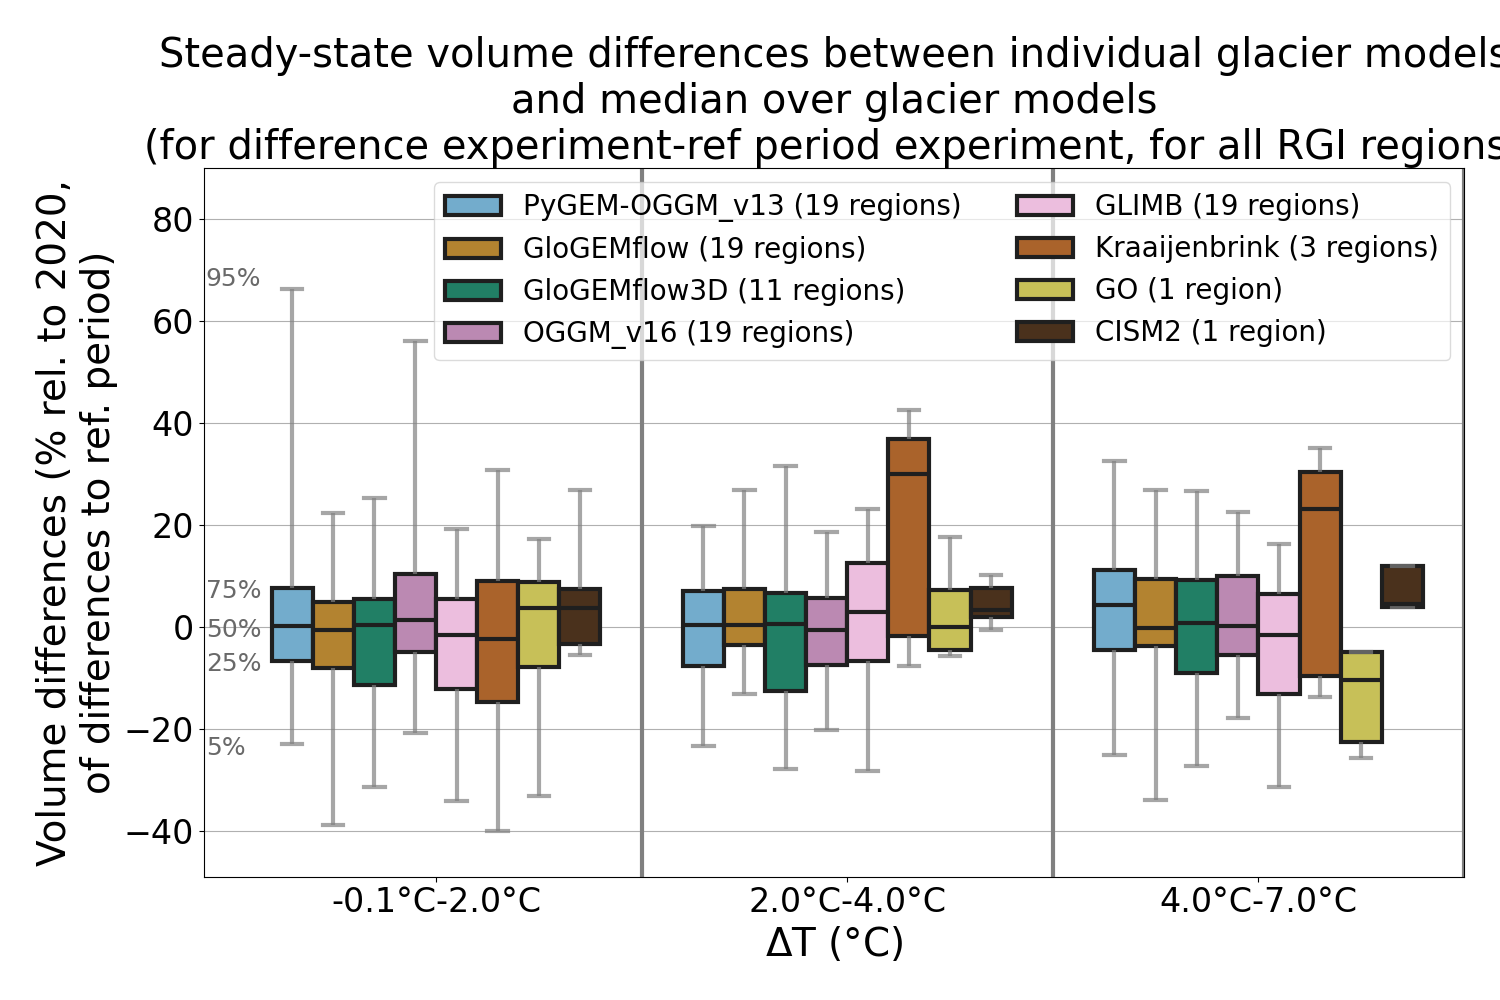 Steady-state volume differences between individual glacier models
and median over glacier models
(for difference experiment-ref period experiment, for all RGI regions
Volume differences (% rel. to 2020,
of differences to ref. period)
80
60
40
20
0
−20
−40
95%
75%
50%
25%
5%
PyGEM-OGGM_v13 (19 regions)
GloGEMflow (19 regions)
GloGEMflow3D (11 regions)
OGGM_v16 (19 regions)
GLIMB (19 regions)
Kraaijenbrink (3 regions)
GO (1 region)
CISM2 (1 region)
-0.1°C-2.0°C
2.0°C-4.0°C
4.0°C-7.0°C
ΔT (°C)